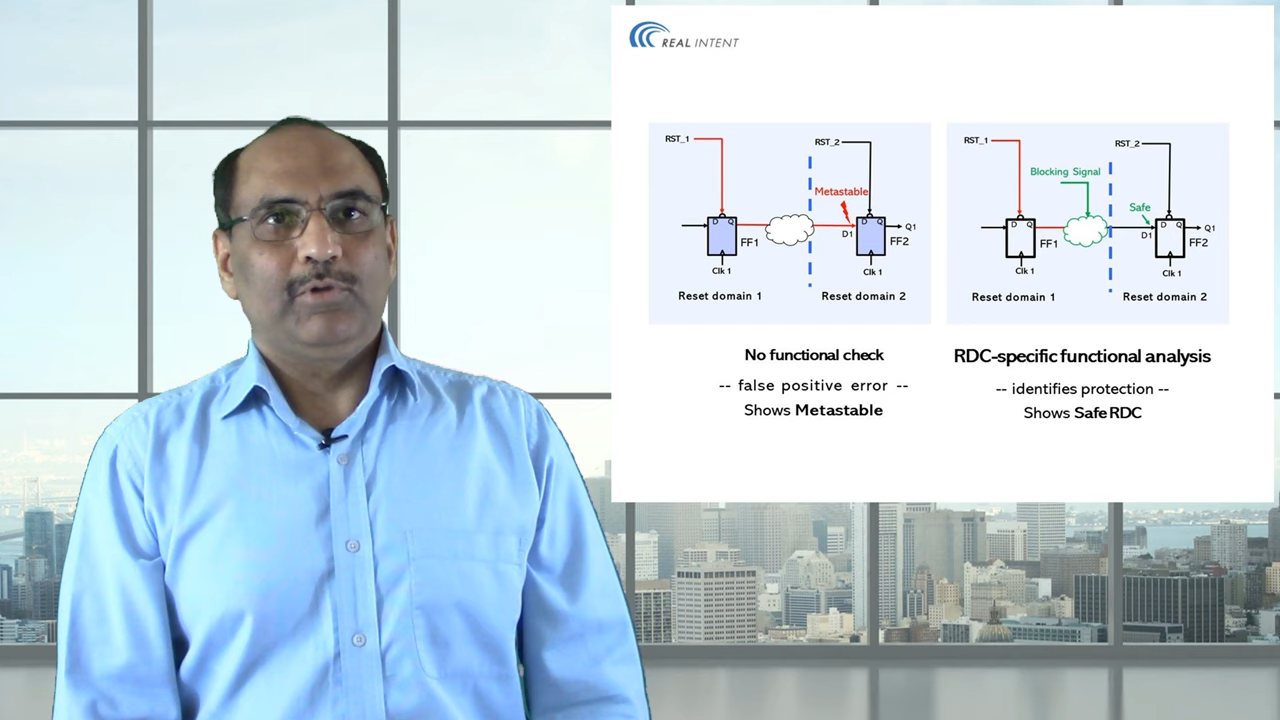 REAL INTENT
RST_1
RST_2
Metastable
D Q
D Q
Q1
D1
FF1
FF2
Clk 1
Clk 1
Reset domain 1
Reset domain 2
RST_1
RST_2
Blocking Signal
Safe
D Q
D Q
Q1
D1
FF1
FF2
Clk 1
Clk 1
Reset domain 1
Reset domain 2
No functional check
-- false positive error --
Shows Metastable
RDC-specific functional analysis
-- identifies protection --
Shows Safe RDC